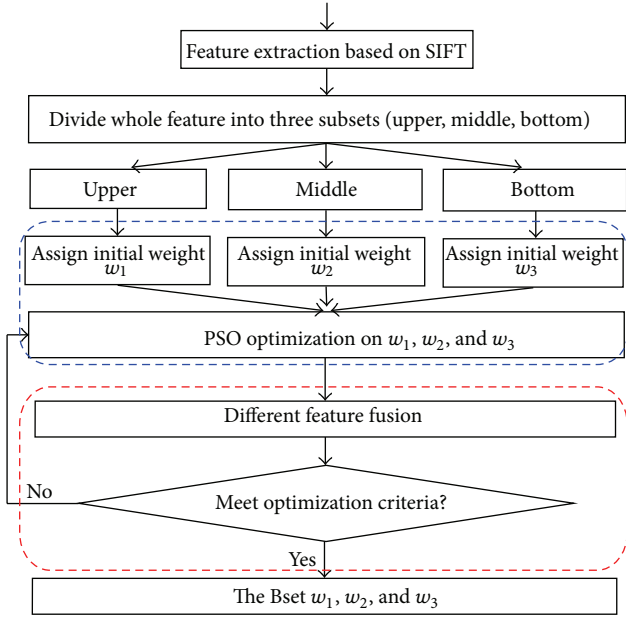 Feature extraction based on SIFT
Divide whole feature into three subsets (upper, middle, bottom)
Upper
Middle
Bottom
Assign initial weight
w₁
Assign initial weight
w₂
Assign initial weight
w₃
PSO optimization on w₁, w₂, and w₃
Different feature fusion
Meet optimization criteria?
No
Yes
The Bset w₁, w₂, and w₃